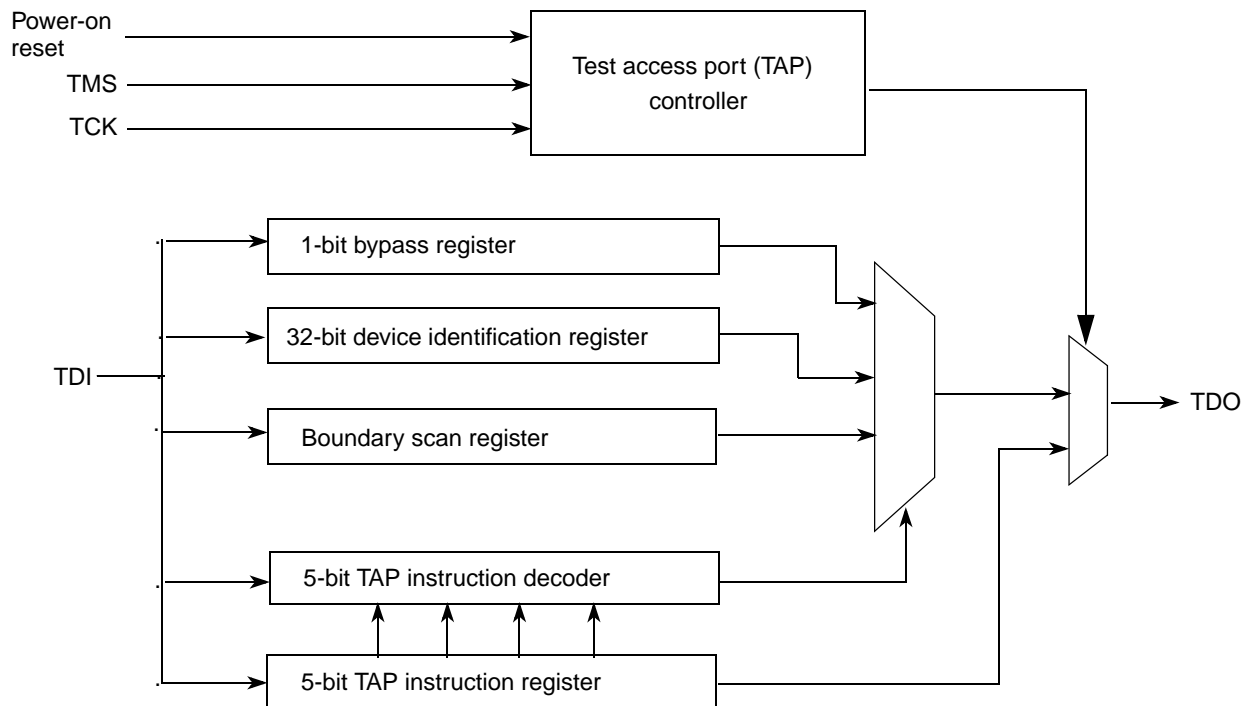 Power-on
reset
TMS
TCK
Test access port (TAP)
controller
1-bit bypass register
32-bit device identification register
TDI
Boundary scan register
TDO
5-bit TAP instruction decoder
5-bit TAP instruction register